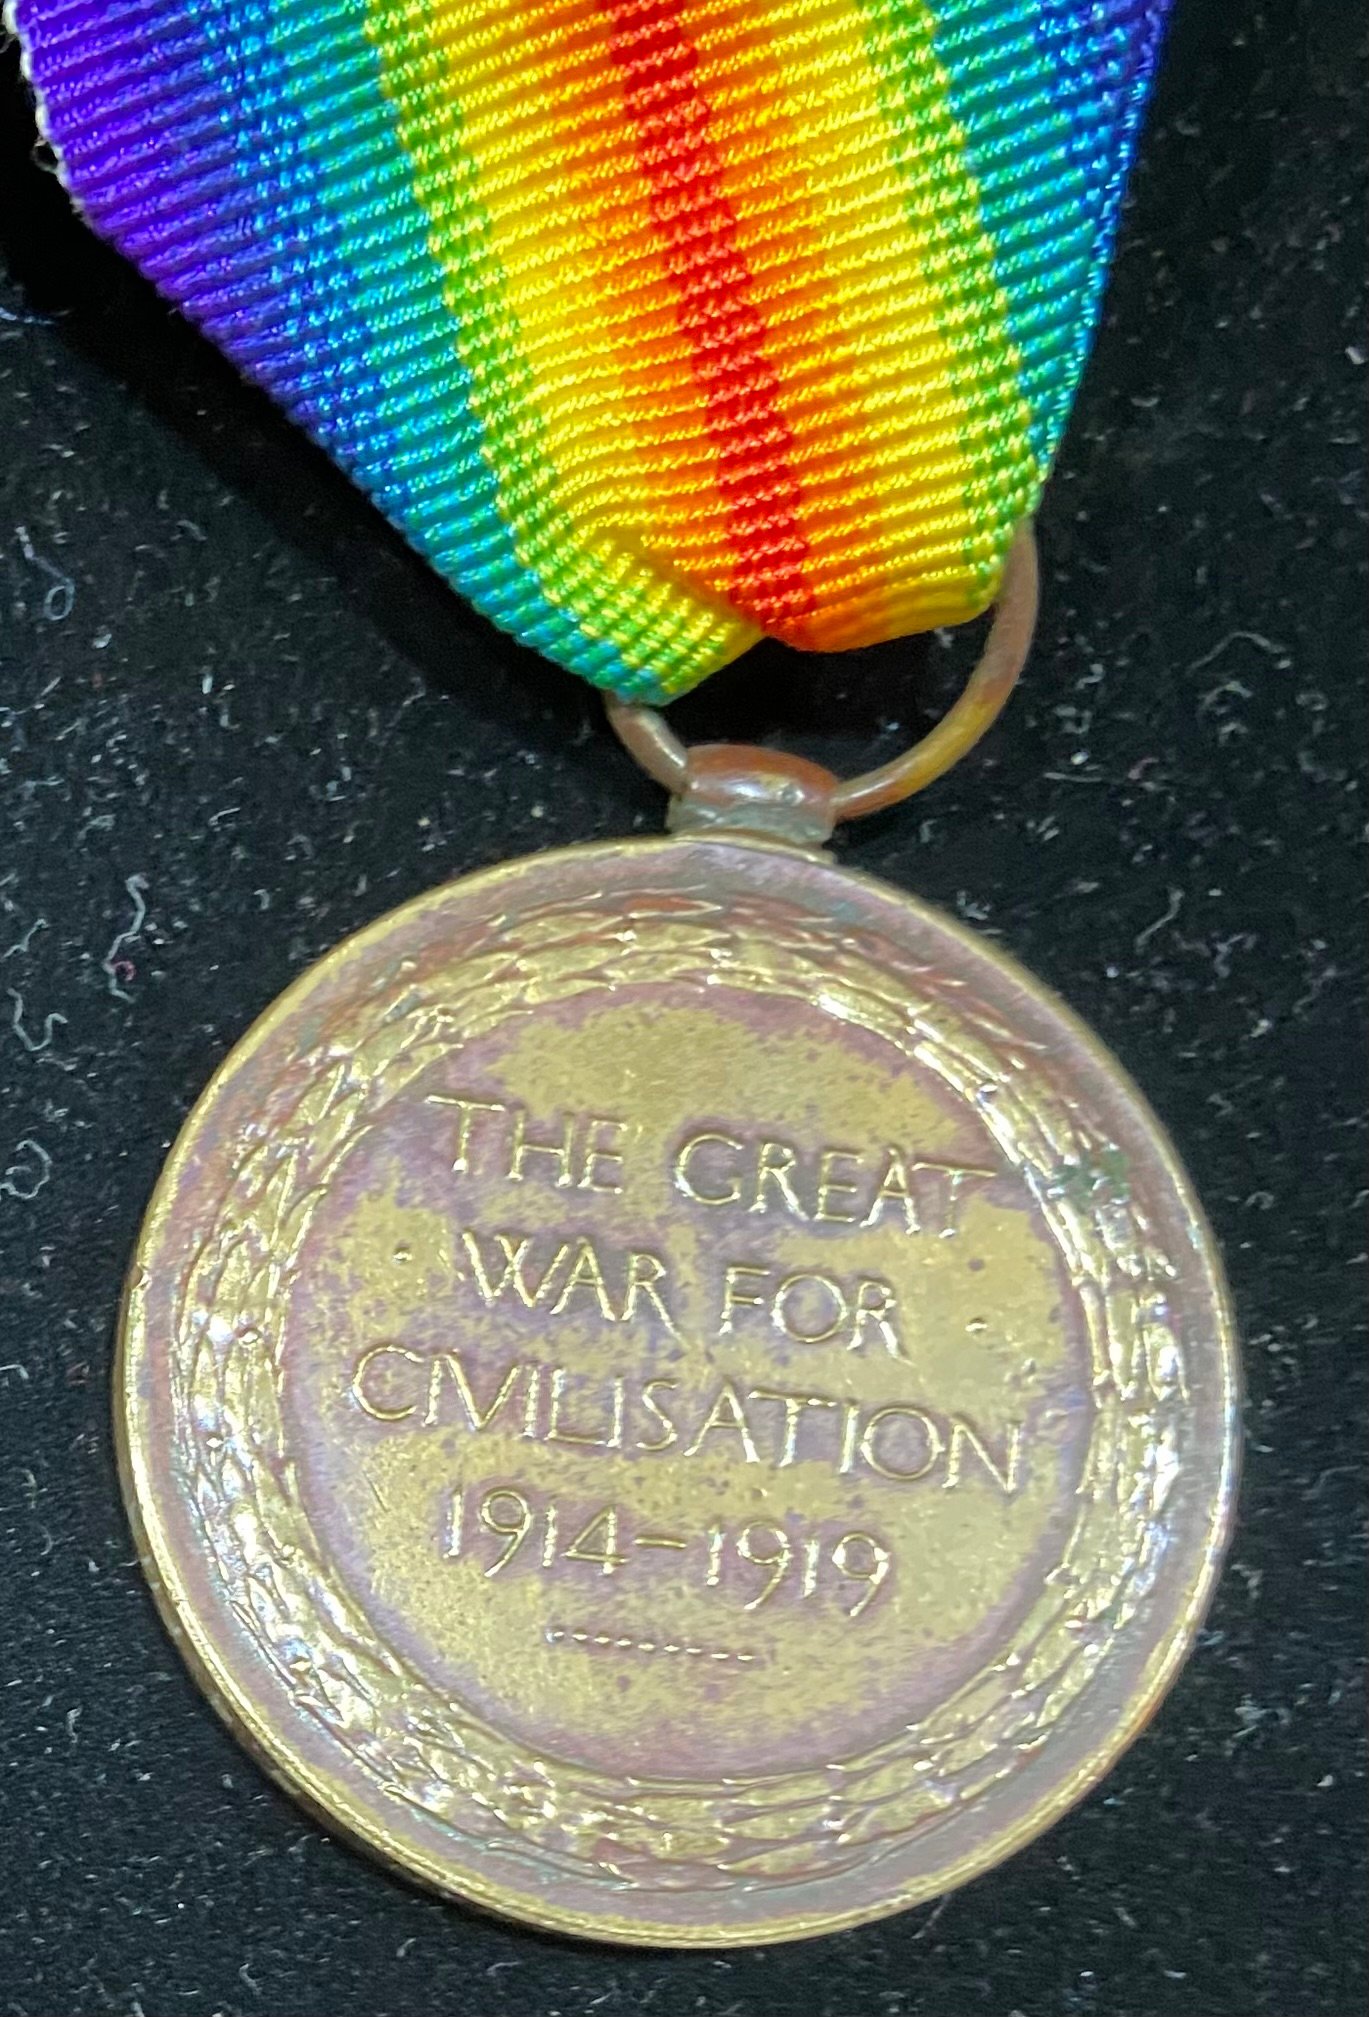 THE GREAT
· WAR FOR ·
CIVILISATION
1914-1919